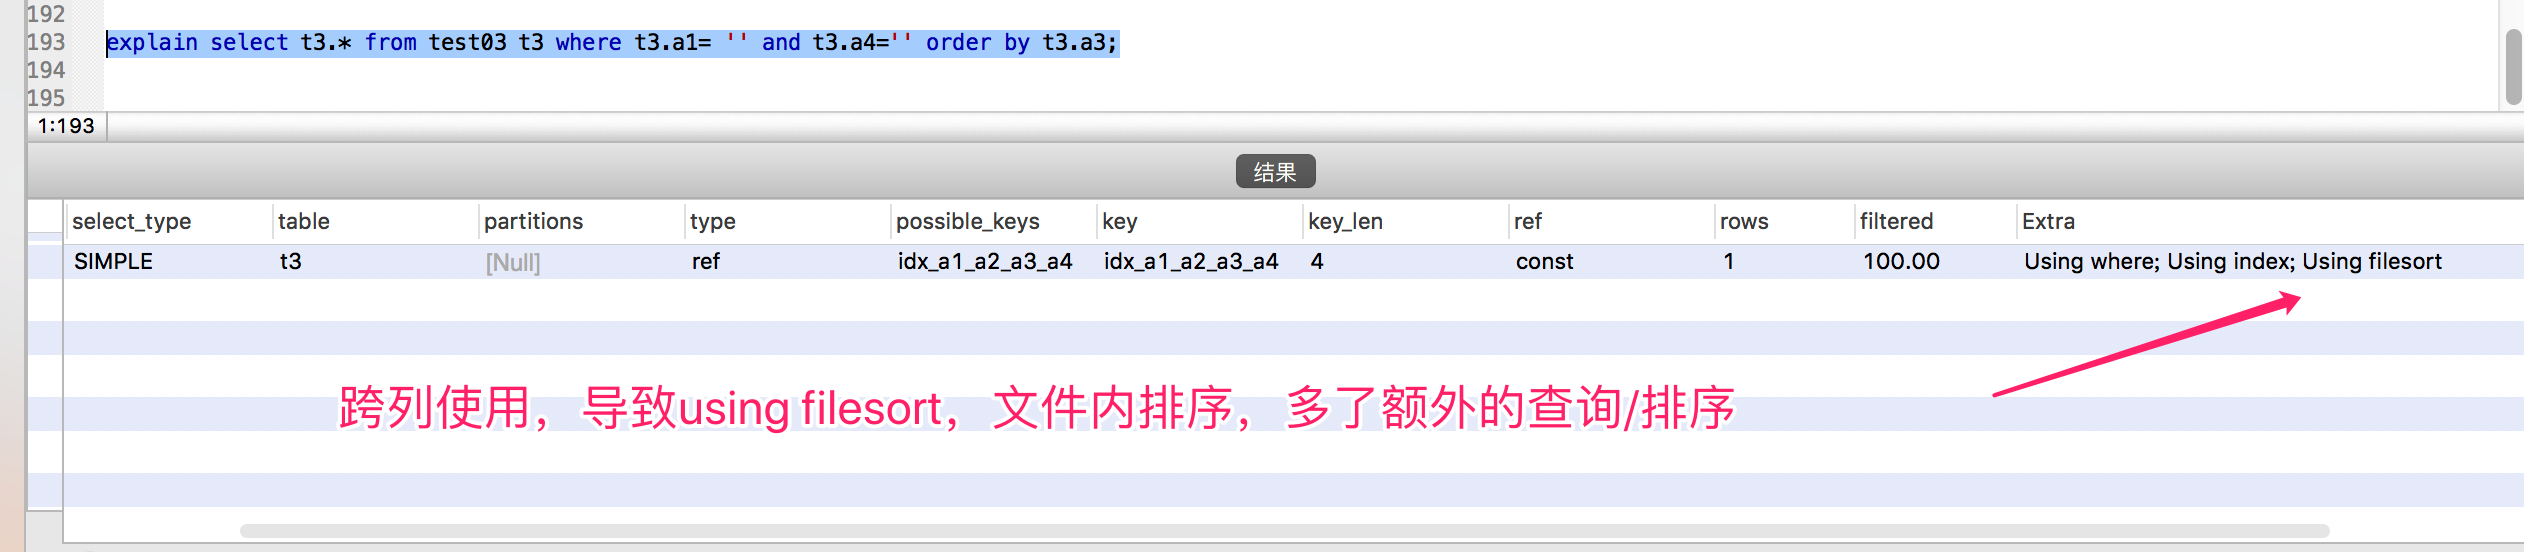 192
193 explain select t3.* from test03 t3 where t3.a1= '' and t3.a4='' order by t3.a3;
194
195
1:193
结果
select_type table partitions type possible_keys key key_len ref rows filtered Extra
SIMPLE t3 [Null] ref idx_a1_a2_a3_a4 idx_a1_a2_a3_a4 4 const 1 100.00 Using where; Using index; Using filesort
跨列使用，导致using filesort，文件内排序，多了额外的查询/排序